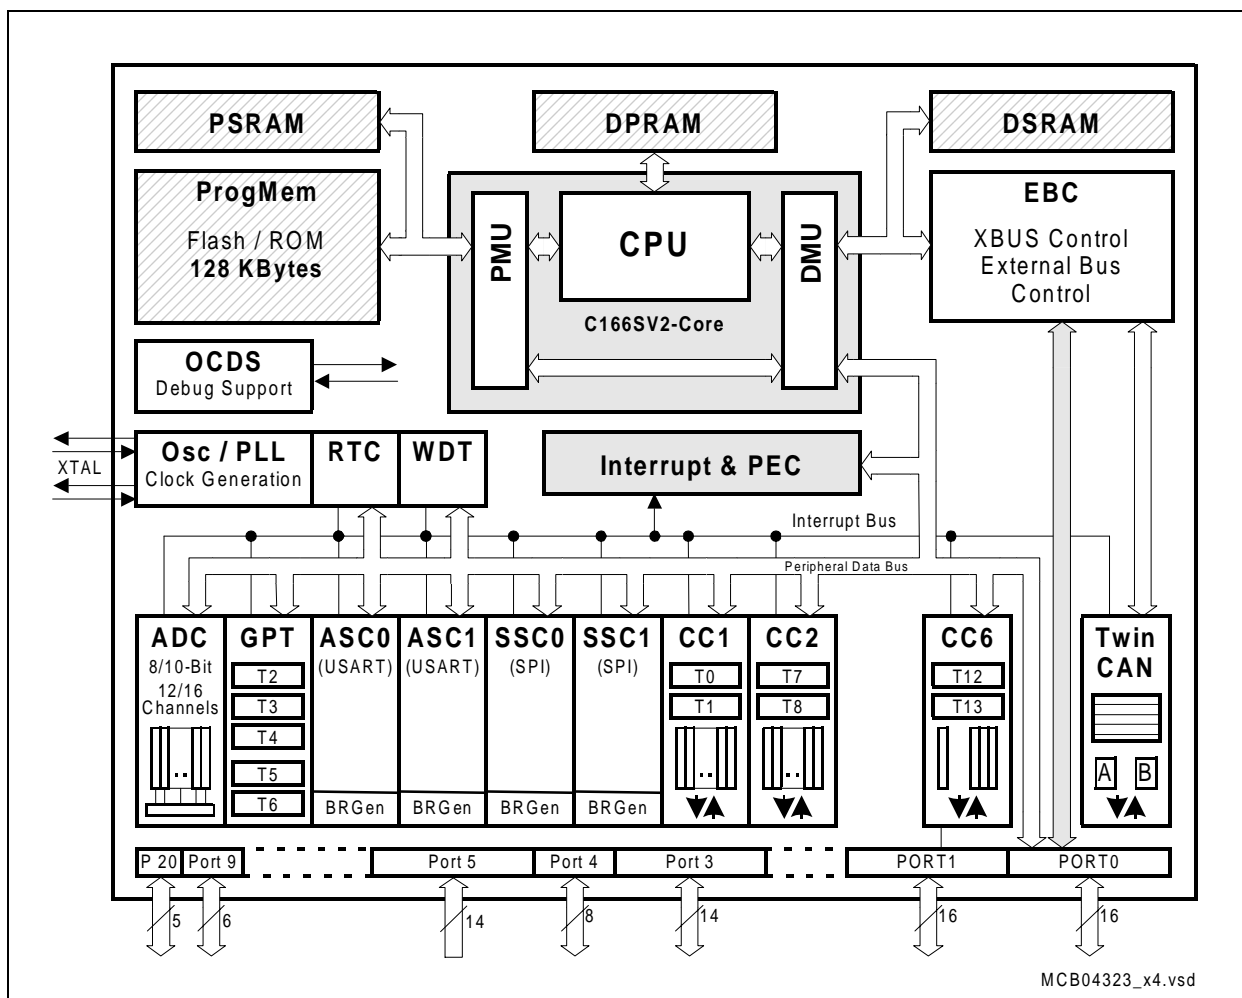 PSRAM
DPRAM
DSRAM
ProgMem
Flash / ROM
128 KBytes
PMU
CPU
DMU
C166SV2-Core
EBC
XBUS Control
External Bus
Control
OCDS
Debug Support
XTAL
Osc / PLL
Clock Generation
RTC
WDT
Interrupt & PEC
Interrupt Bus
Peripheral Data Bus
ADC
8/10-Bit
12/16
Channels
GPT
T2
T3
T4
T5
T6
ASC0
(USART)
BRGen
ASC1
(USART)
BRGen
SSC0
(SPI)
BRGen
SSC1
(SPI)
BRGen
CC1
T0
T1
CC2
T7
T8
CC6
T12
T13
Twin
CAN
A
B
P 20
Port 9
Port 5
Port 4
Port 3
PORT1
PORT0
5
6
14
8
14
16
16
MCB04323_x4.vsd